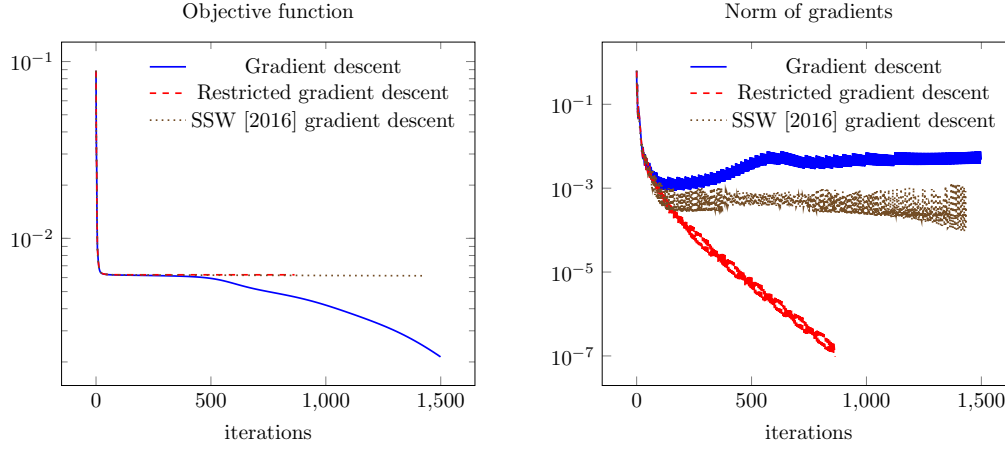 Objective function
10⁻¹
10⁻²
Gradient descent
Restricted gradient descent
SSW [2016] gradient descent
0
500
1,000
1,500
iterations
Norm of gradients
10⁻¹
10⁻³
10⁻⁵
10⁻⁷
Gradient descent
Restricted gradient descent
SSW [2016] gradient descent
0
500
1,000
1,500
iterations